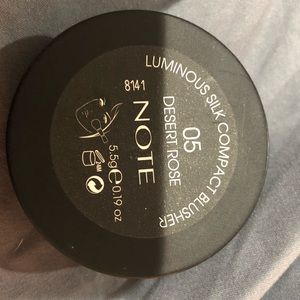 LUMINOUS SILK COMPACT BLUSHER
05
DESERT ROSE
NOTE
8141
5.5g e 0.19 oz